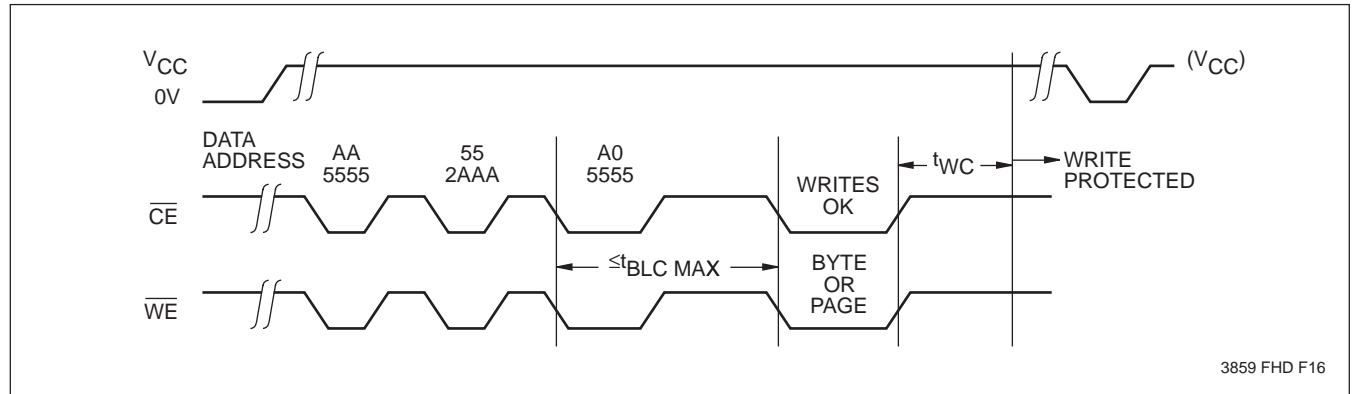 VCC
(VCC)
0V
DATA AA 55 A0
ADDRESS 5555 2AAA 5555
tWC
WRITE
PROTECTED
WRITES
OK
CE
≤tBLC MAX
BYTE
OR
PAGE
WE
3859 FHD F16